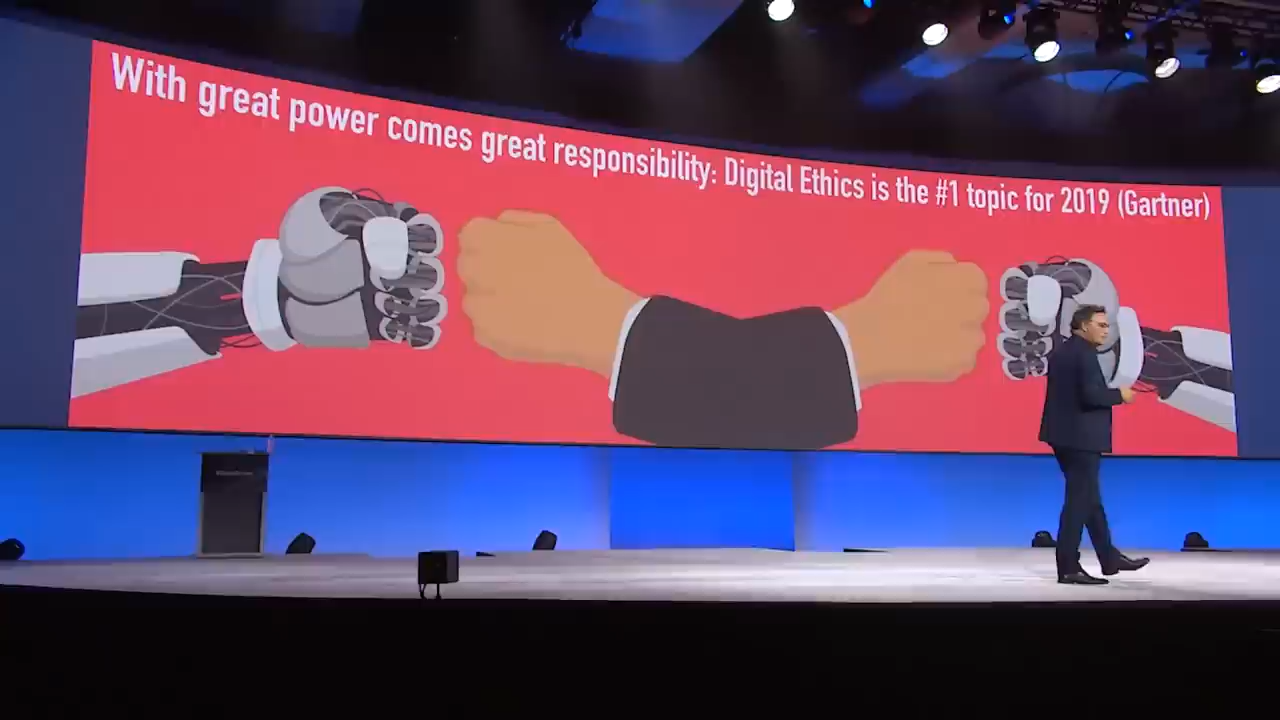 With great power comes great responsibility: Digital Ethics is the #1 topic for 2019 (Gartner)